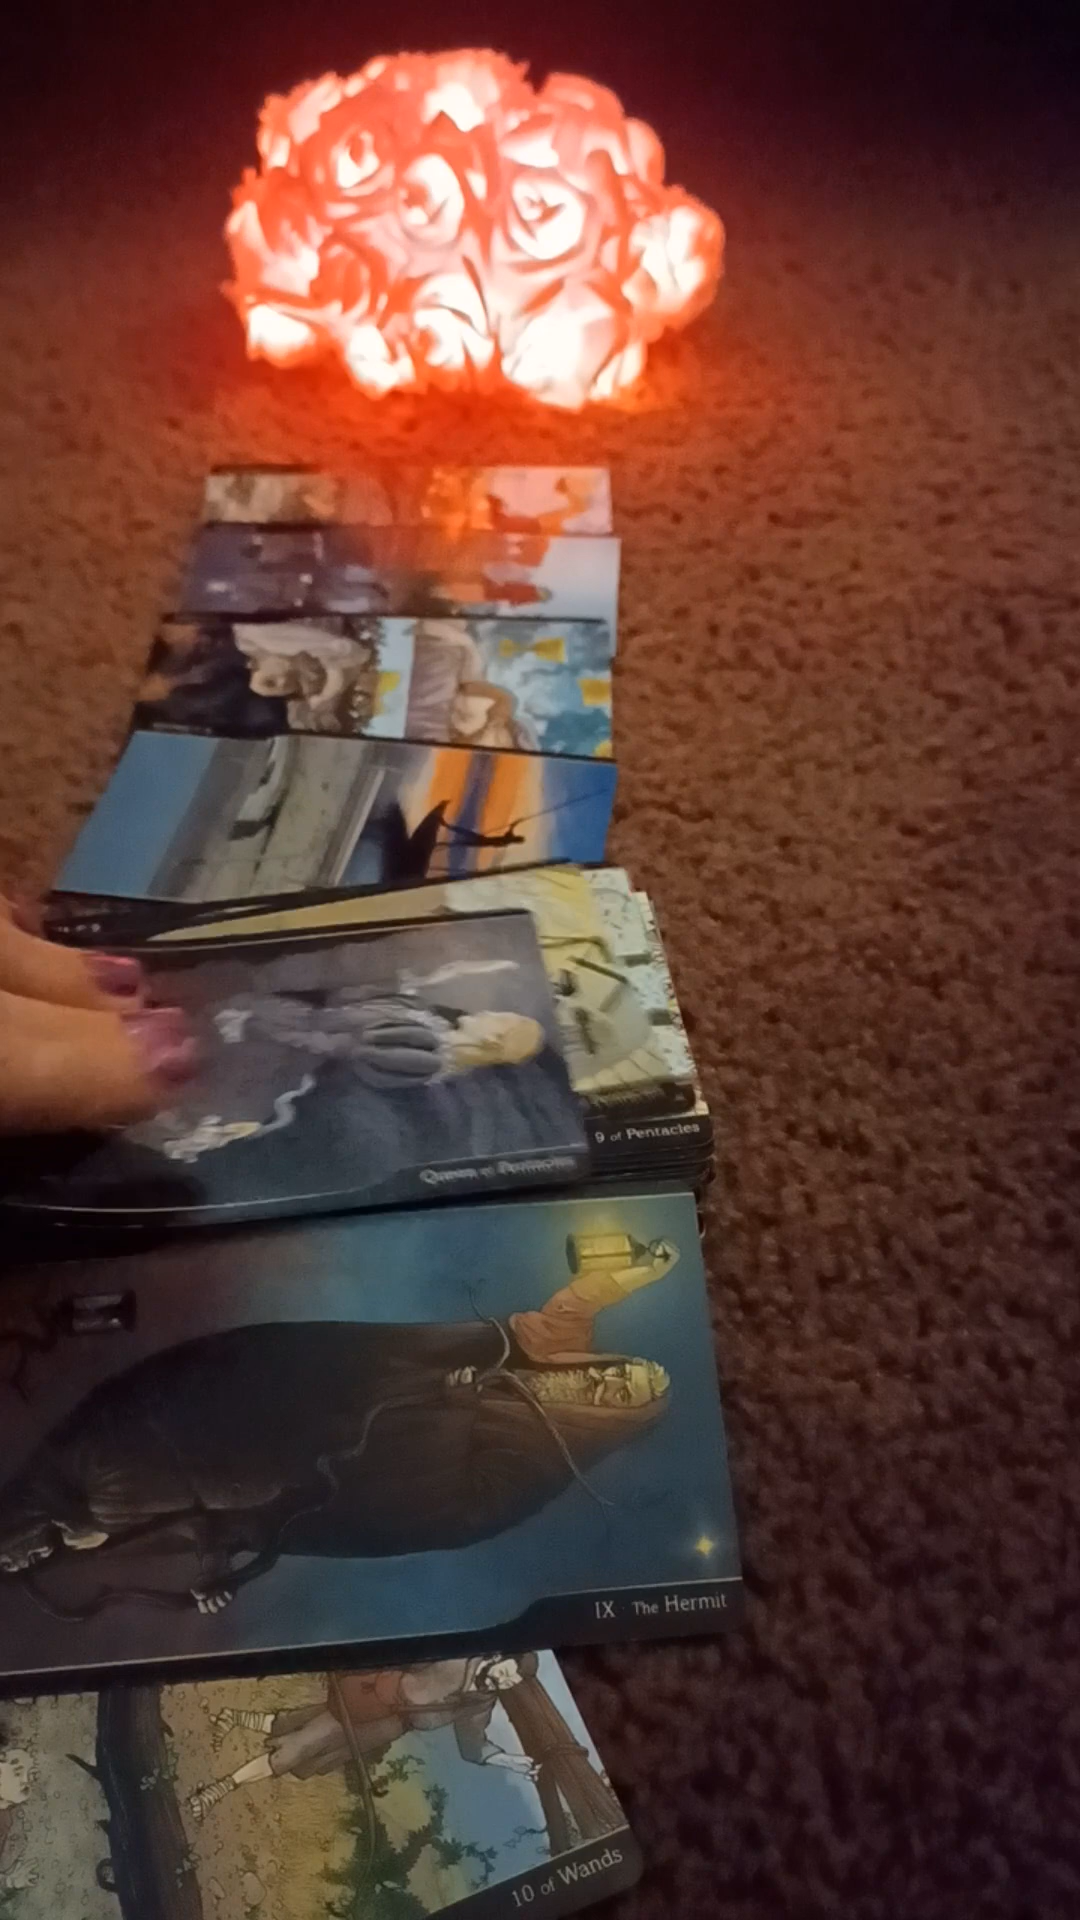 9 of Pentacles
Queen of Pentacles
IX · The Hermit
10 of Wands